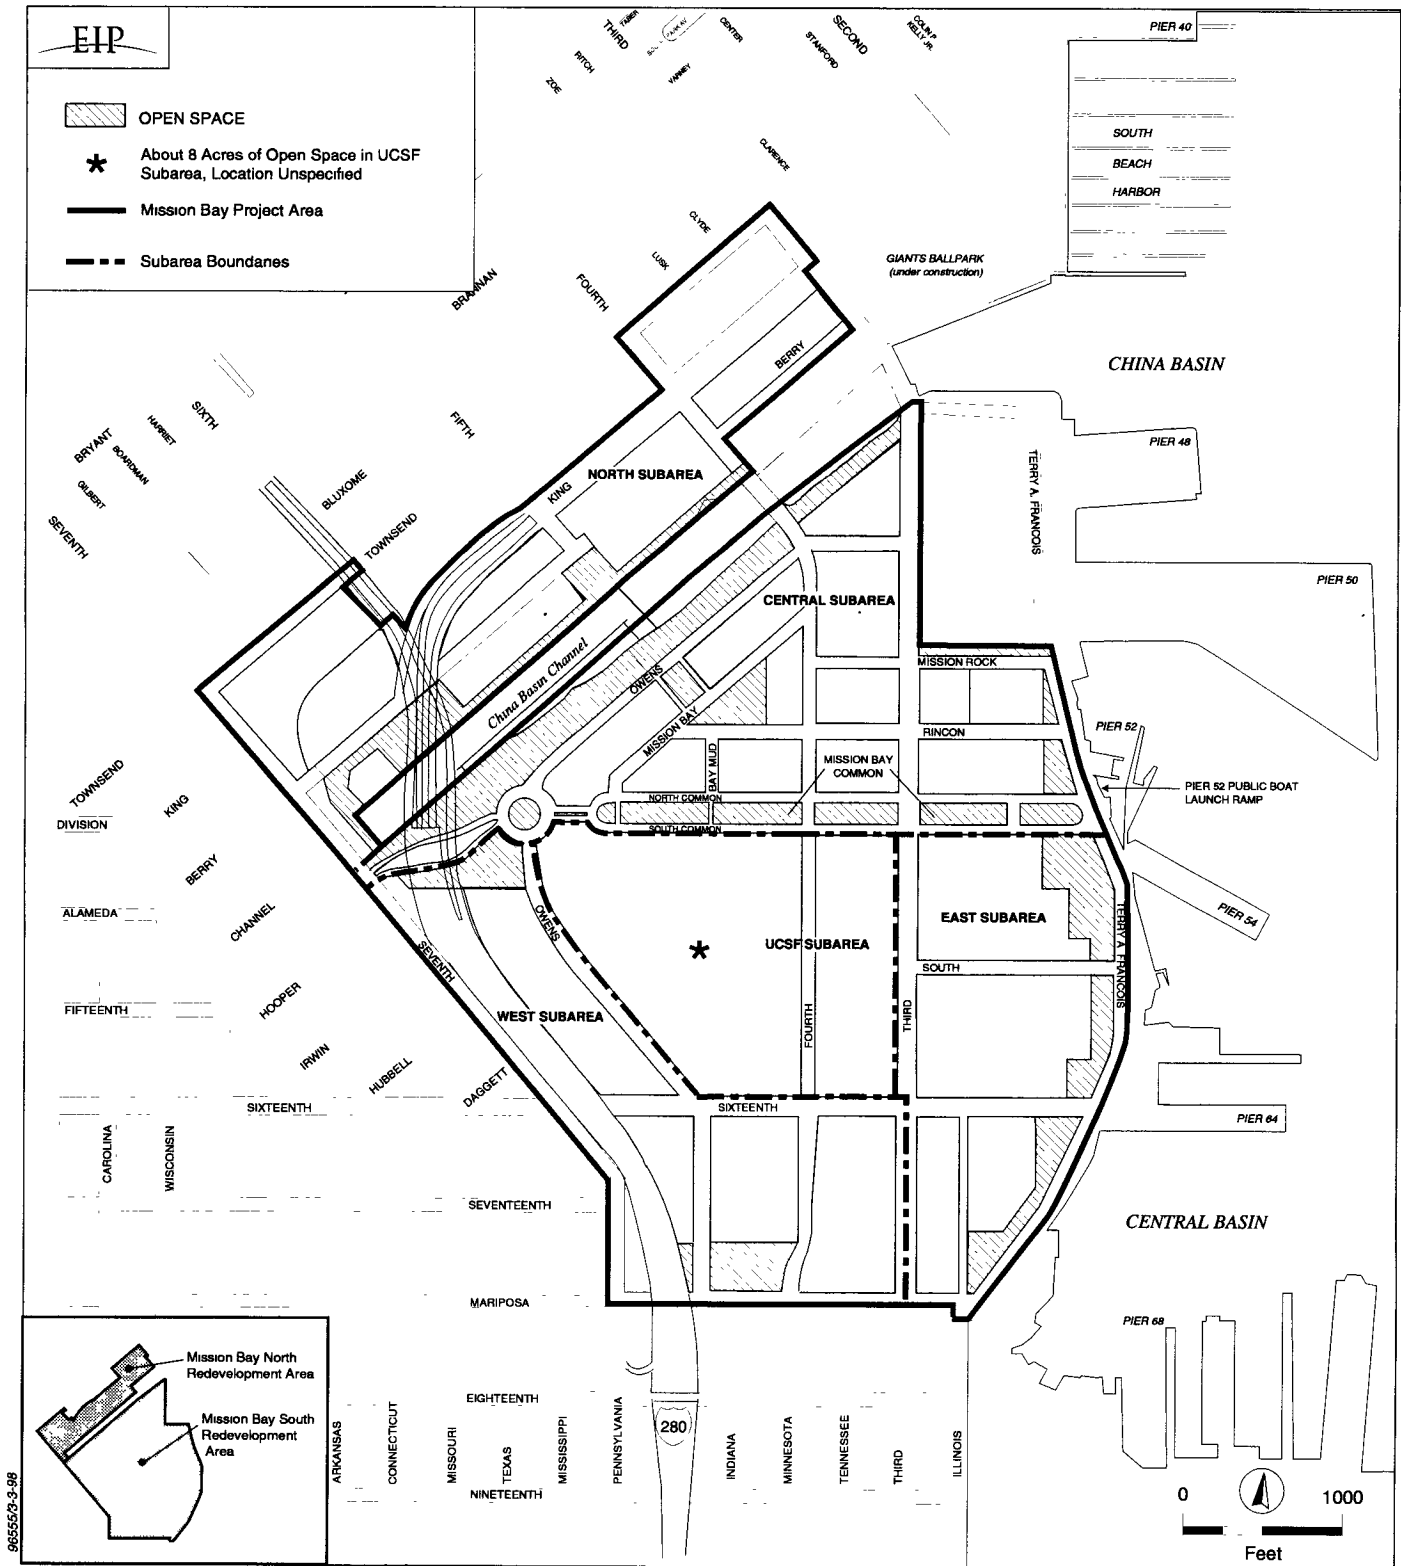 EIP
OPEN SPACE
*
About 8 Acres of Open Space in UCSF
Subarea, Location Unspecified
Mission Bay Project Area
Subarea Boundaries
TABER
THIRD
PARK AV
CENTER
SECOND
COLIN P.
KELLY JR.
STANFORD
RITCH
VARNEY
ZOE
PIER 40
SOUTH
BEACH
HARBOR
CLARENCE
CLYDE
LUSK
GIANTS BALLPARK
(under construction)
BRANNAN
FOURTH
BERRY
CHINA BASIN
SIXTH
HARRIET
FIFTH
BRYANT
BOARDMAN
GILBERT
PIER 48
TERRY A. FRANCOIS
NORTH SUBAREA
KING
BLUXOME
SEVENTH
TOWNSEND
PIER 50
CENTRAL SUBAREA
China Basin Channel
MISSION ROCK
OWENS
MISSION BAY
PIER 52
RINCON
BAY MUD
MISSION BAY
COMMON
TOWNSEND
KING
PIER 52 PUBLIC BOAT
LAUNCH RAMP
NORTH COMMON
DIVISION
SOUTH COMMON
BERRY
ALAMEDA
CHANNEL
OWENS
EAST SUBAREA
PIER 54
TERRY A FRANCOIS
SEVENTH
*
UCSF SUBAREA
SOUTH
HOOPER
FIFTEENTH
WEST SUBAREA
FOURTH
THIRD
IRWIN
HUBBELL
DAGGETT
SIXTEENTH
SIXTEENTH
PIER 64
CAROLINA
WISCONSIN
SEVENTEENTH
CENTRAL BASIN
MARIPOSA
PIER 68
Mission Bay North
Redevelopment Area
Mission Bay South
Redevelopment
Area
EIGHTEENTH
280
ARKANSAS
CONNECTICUT
MISSOURI
TEXAS
MISSISSIPPI
PENNSYLVANIA
INDIANA
MINNESOTA
TENNESSEE
THIRD
ILLINOIS
NINETEENTH
0
1000
Feet
96555/3-3-98